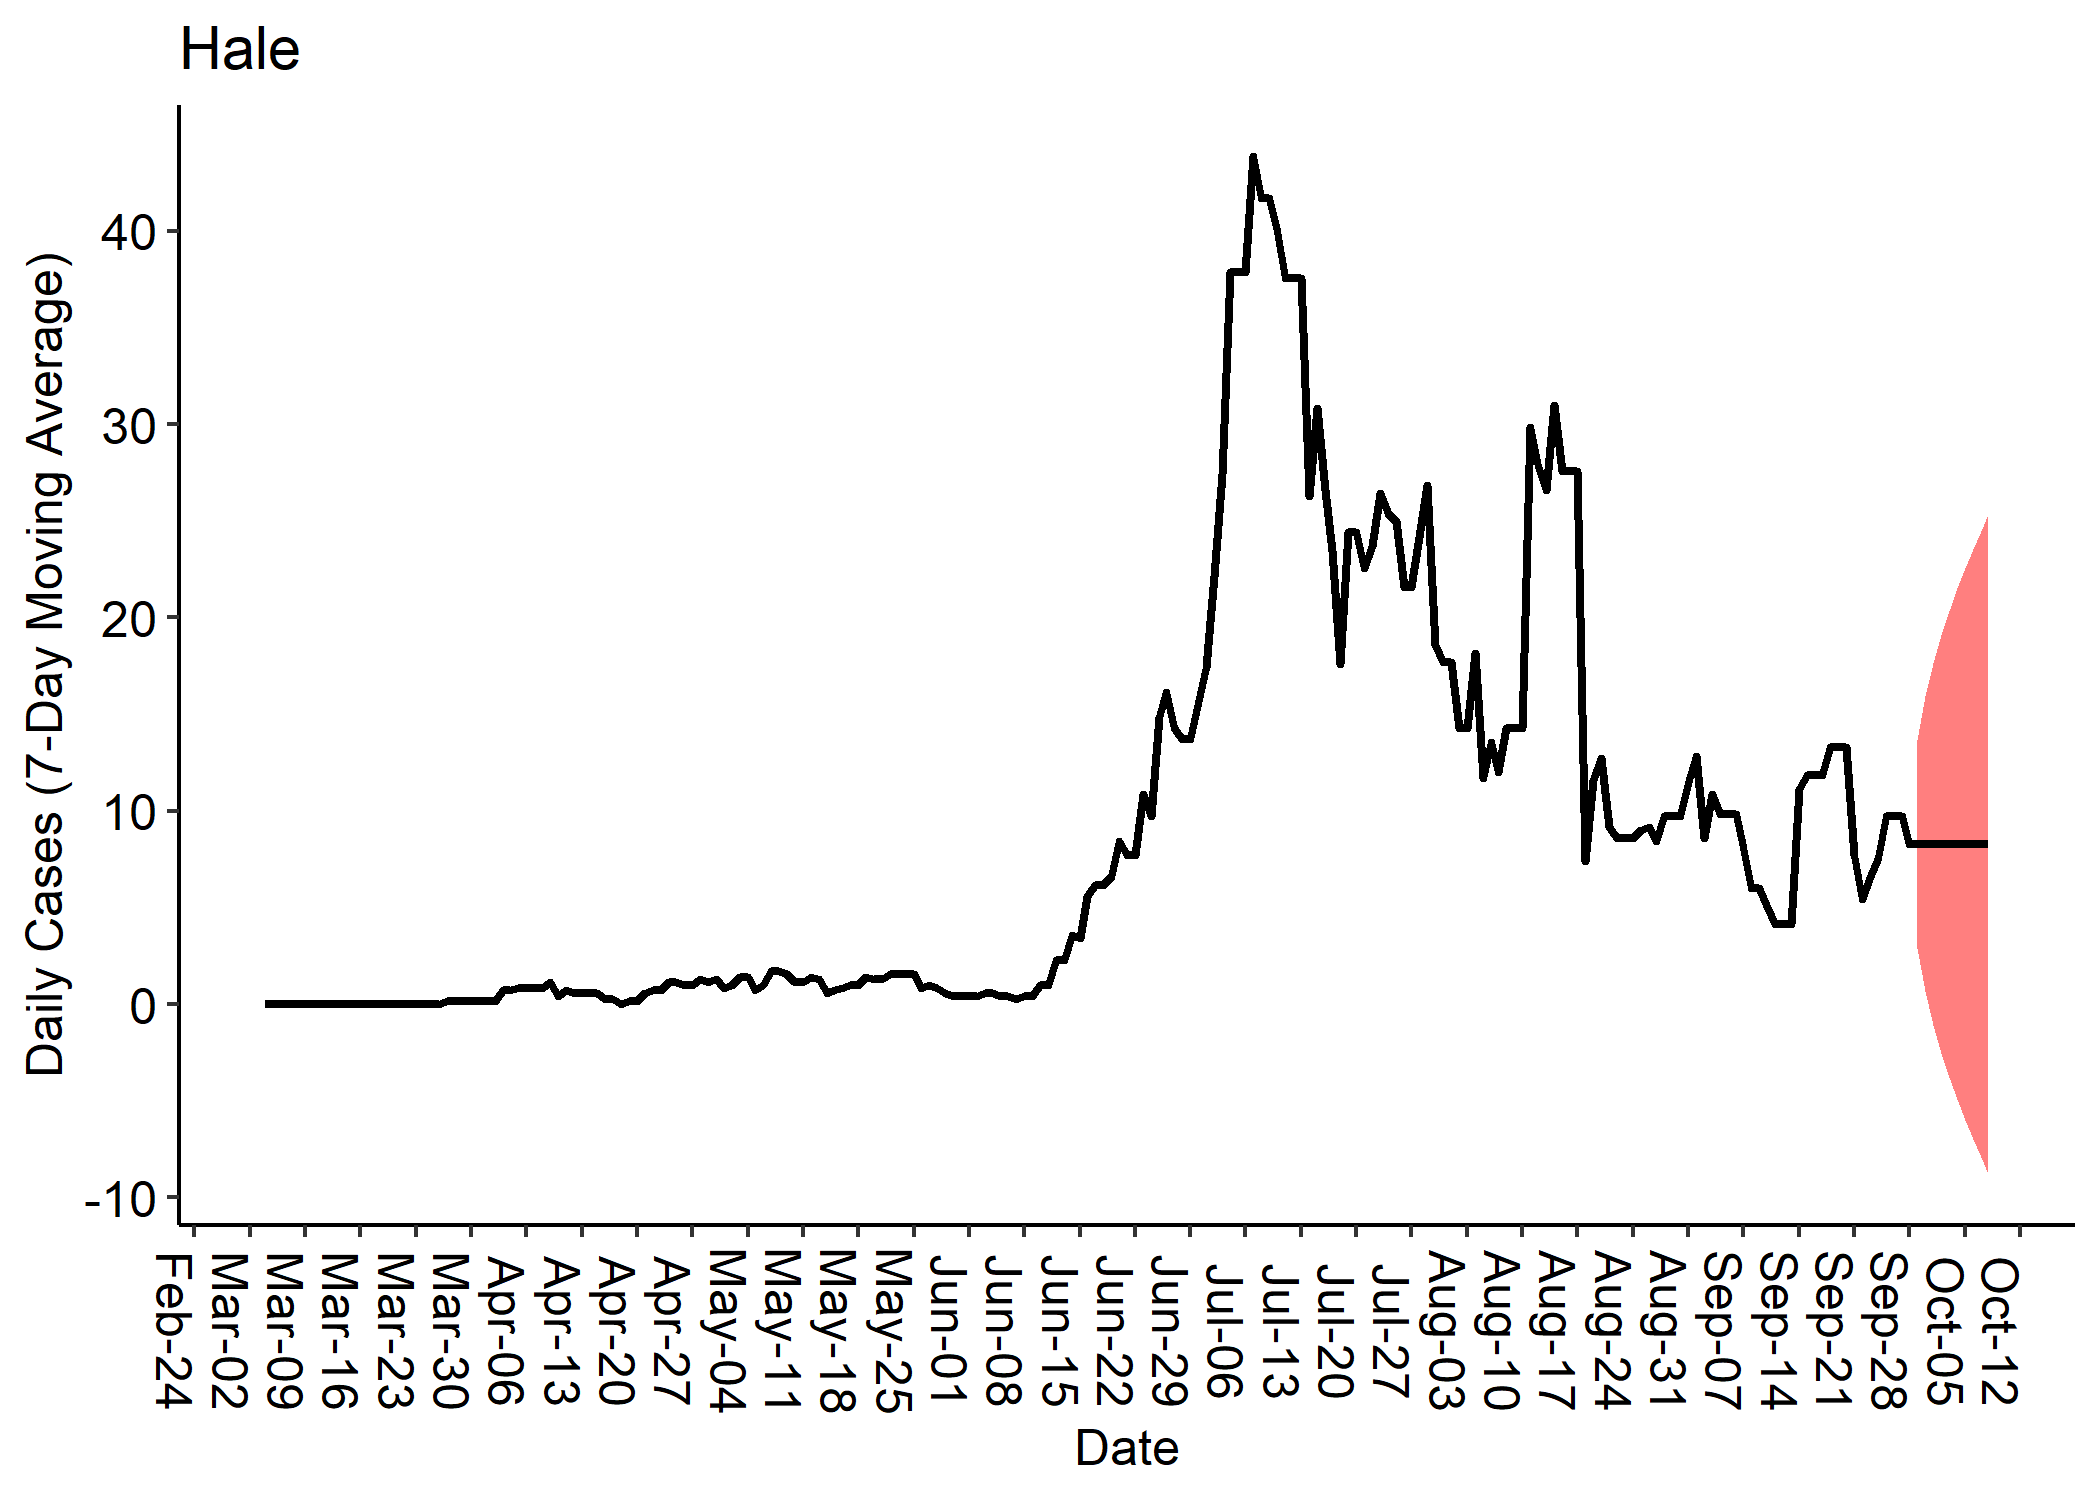 Hale
Daily Cases (7-Day Moving Average)
40
30
20
10
0
-10
Feb-24
Mar-02
Mar-09
Mar-16
Mar-23
Mar-30
Apr-06
Apr-13
Apr-20
Apr-27
May-04
May-11
May-18
May-25
Jun-01
Jun-08
Jun-15
Jun-22
Jun-29
Jul-06
Jul-13
Jul-20
Jul-27
Aug-03
Aug-10
Aug-17
Aug-24
Aug-31
Sep-07
Sep-14
Sep-21
Sep-28
Oct-05
Oct-12
Date